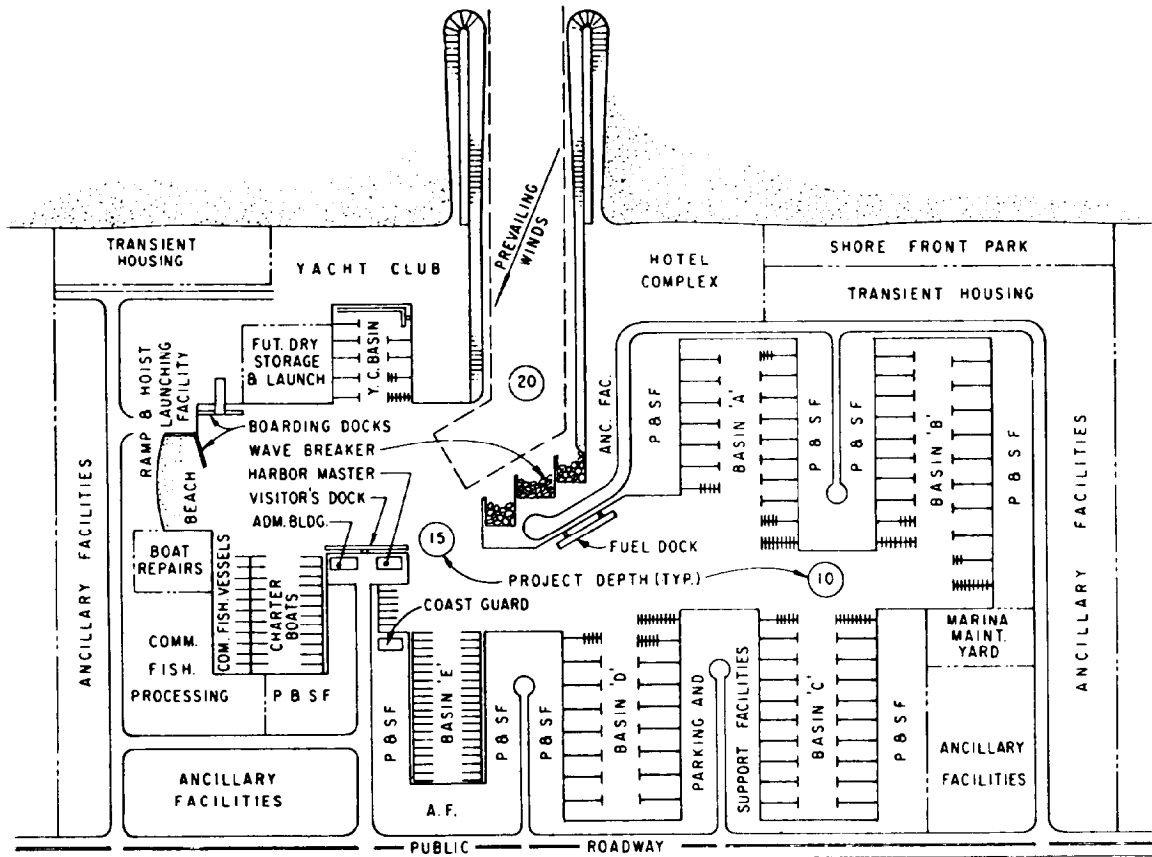 PREVAILING
WINDS
TRANSIENT
HOUSING
YACHT CLUB
HOTEL
COMPLEX
SHORE FRONT PARK
TRANSIENT HOUSING
RAMP & HOIST
LAUNCHING
FACILITY
FUT. DRY
STORAGE
& LAUNCH
Y. C. BASIN
20
ANC. FAC.
P & S F
BASIN 'A'
P & S F
P & S F
BASIN 'B'
P & S F
BOARDING DOCKS
WAVE BREAKER
HARBOR MASTER
VISITOR'S DOCK
ADM. BLDG.
BEACH
ANCILLARY FACILITIES
ANCILLARY FACILITIES
BOAT
REPAIRS
15
FUEL DOCK
PROJECT DEPTH (TYP.)
10
COM. FISH. VESSELS
CHARTER
BOATS
COAST GUARD
COMM.
FISH.
PROCESSING
P & S F
P & S F
BASIN 'E'
P & S F
P & S F
BASIN 'D'
PARKING AND
SUPPORT FACILITIES
BASIN 'C'
P & S F
MARINA
MAINT.
YARD
ANCILLARY
FACILITIES
ANCILLARY
FACILITIES
A. F.
PUBLIC ROADWAY